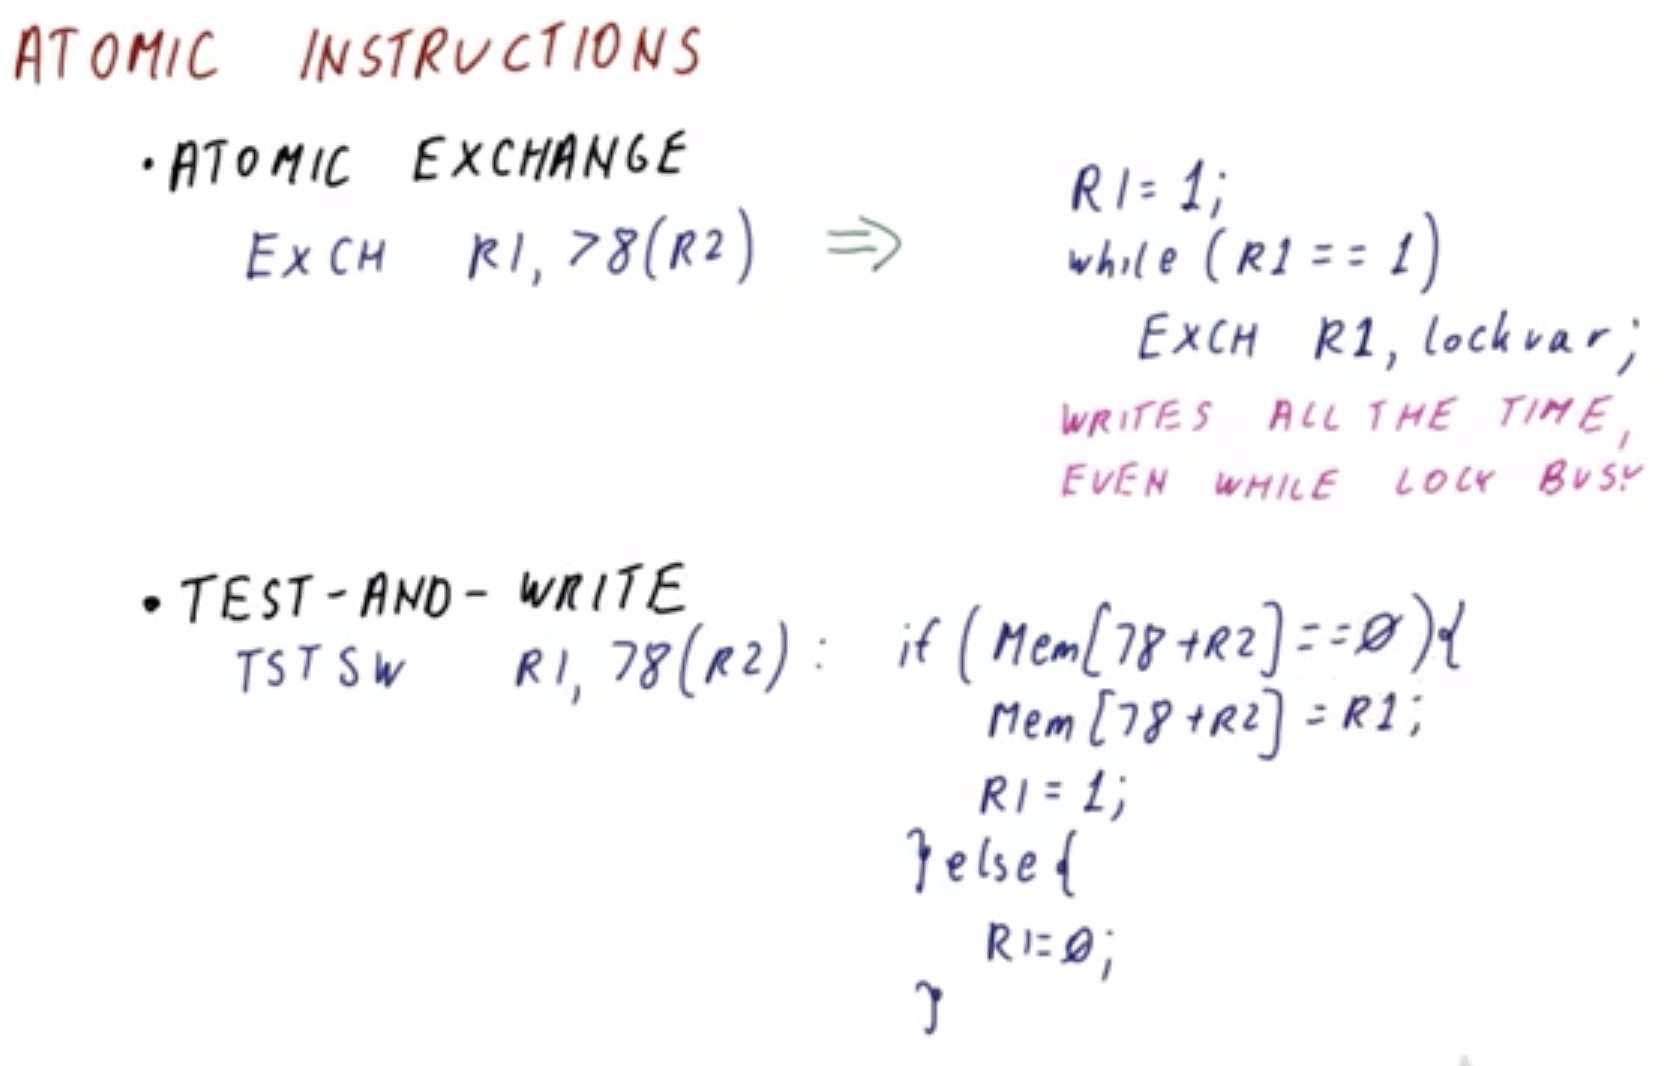 ATOMIC INSTRUCTIONS
• ATOMIC EXCHANGE
EXCH R1, 78(R2) ⇒
R1 = 1;
while (R1 == 1)
EXCH R1, lockvar;
WRITES ALL THE TIME,
EVEN WHILE LOCK BUSY
• TEST-AND-WRITE
TSTSW R1, 78(R2) : if (Mem[78+R2] == 0) {
Mem[78+R2] = R1;
R1 = 1;
} else {
R1 = 0;
}